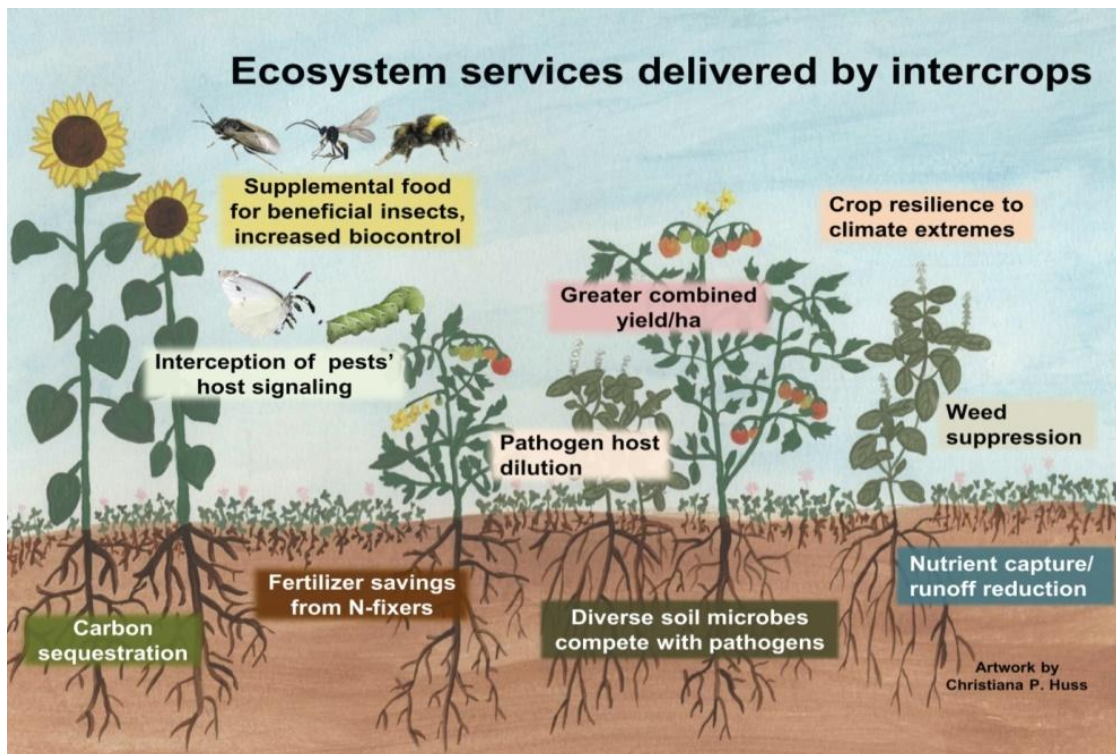 Ecosystem services delivered by intercrops
Supplemental food
for beneficial insects,
increased biocontrol
Crop resilience to
climate extremes
Greater combined
yield/ha
Interception of pests’
host signaling
Weed
suppression
Pathogen host
dilution
Nutrient capture/
runoff reduction
Fertilizer savings
from N-fixers
Diverse soil microbes
compete with pathogens
Carbon
sequestration
Artwork by
Christiana P. Huss